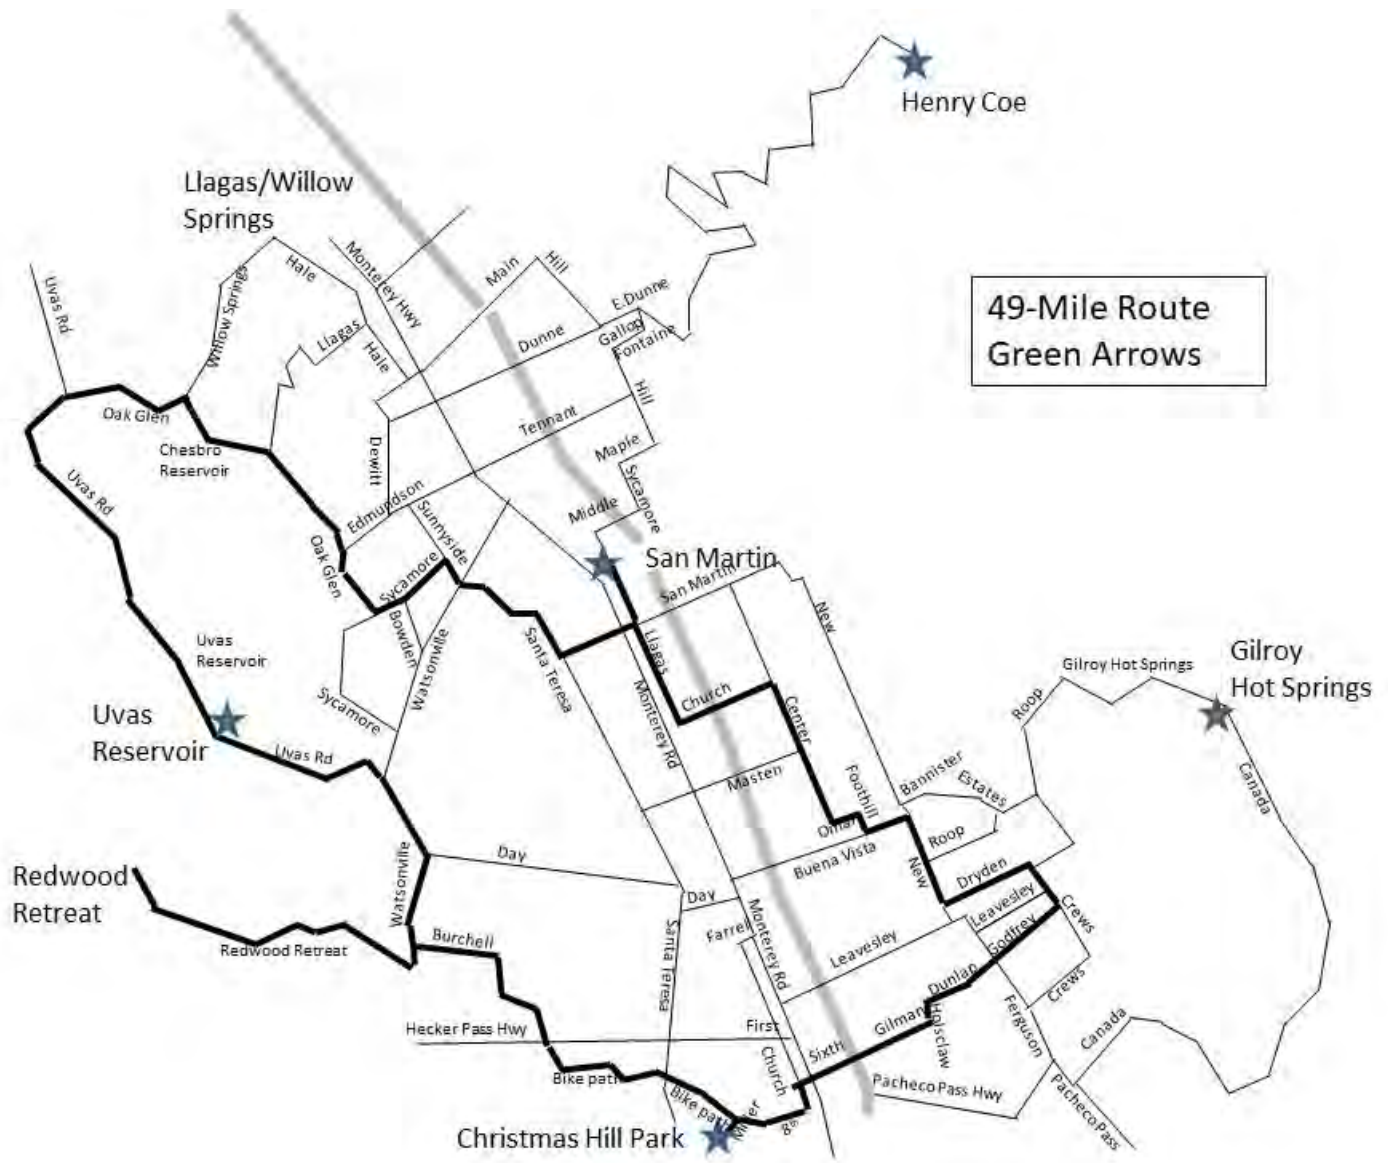 Henry Coe
Llagas/Willow
Springs
Monterey Hwy
Hale
Main
Hill
Uvas Rd
Willow Springs
E.Dunne
49-Mile Route
Green Arrows
Llagas
Hale
Dunne
Gallop
Fontaine
Oak Glen
Hill
Tennant
Chesbro
Reservoir
Dewitt
Maple
Uvas Rd
Edmundson
Sunnyside
Sycamore
Middle
Oak Glen
San Martin
Sycamore
San Martin
Bowden
New
Uvas
Reservoir
Watsonville
Santa Teresa
Llagas
Gilroy Hot Springs
Gilroy
Hot Springs
Sycamore
Monterey Rd
Church
Center
Roop
Uvas
Reservoir
Uvas Rd
Masten
Foothill
Bannister
Estates
Canada
Omar
Roop
Buena Vista
Day
Watsonville
New
Dryden
Redwood
Retreat
Day
Leavesley
Crews
Monterey Rd
Farrel
Burchell
Redwood Retreat
Leavesley
Godfrey
Santa Teresa
Dunlap
Crews
Hecker Pass Hwy
First
Gilman
Holsclaw
Ferguson
Canada
Sixth
Church
Bike path
Bike path
Pacheco Pass Hwy
Pacheco Pass
Miller
8th
Christmas Hill Park